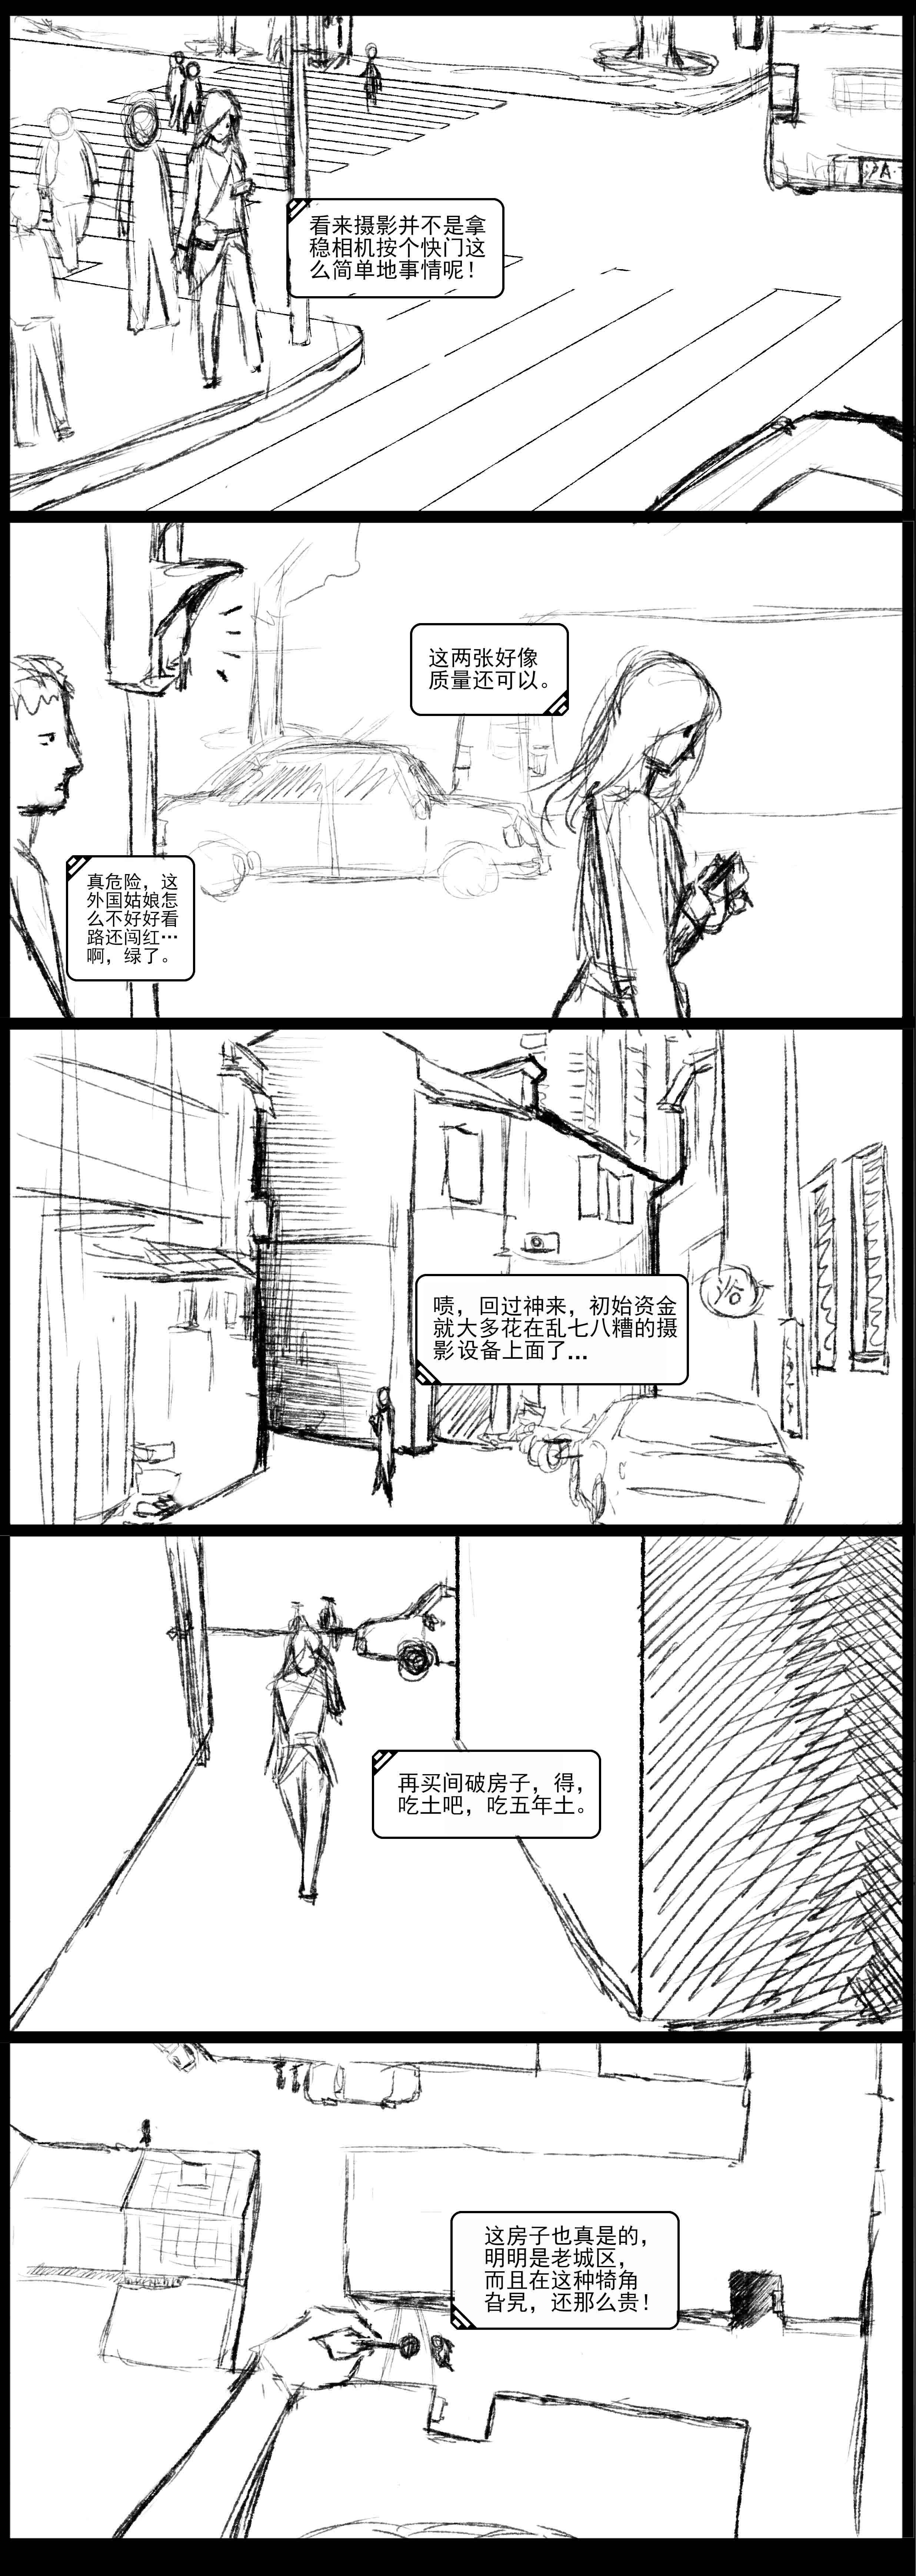 看来摄影并不是拿
稳相机按个快门这
么简单地事情呢！
这两张好像
质量还可以。
真危险，这
外国姑娘怎
么不好好看
路还闯红…
啊，绿了。
浴
啧，回过神来，初始资金
就大多花在乱七八糟的摄
影设备上面了...
再买间破房子，得，
吃土吧，吃五年土。
这房子也真是的，
明明是老城区，
而且在这种犄角
旮旯，还那么贵！